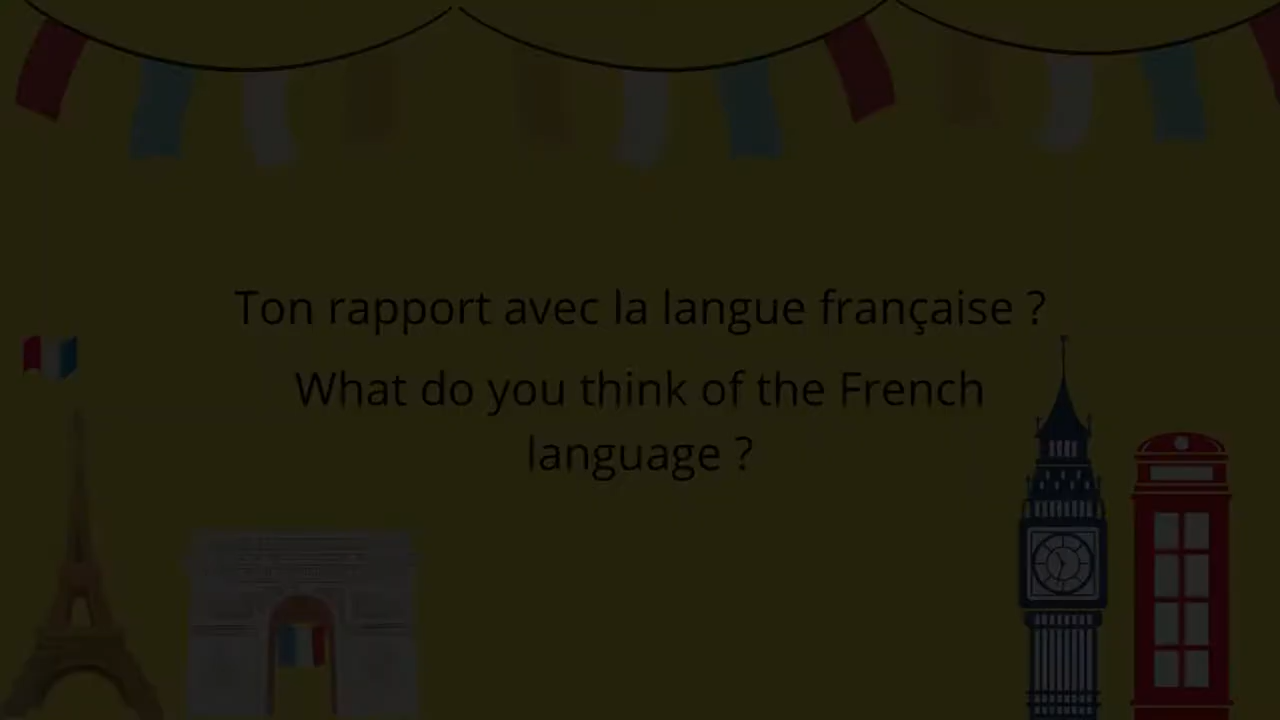 Ton rapport avec la langue française ?
What do you think of the French
language ?